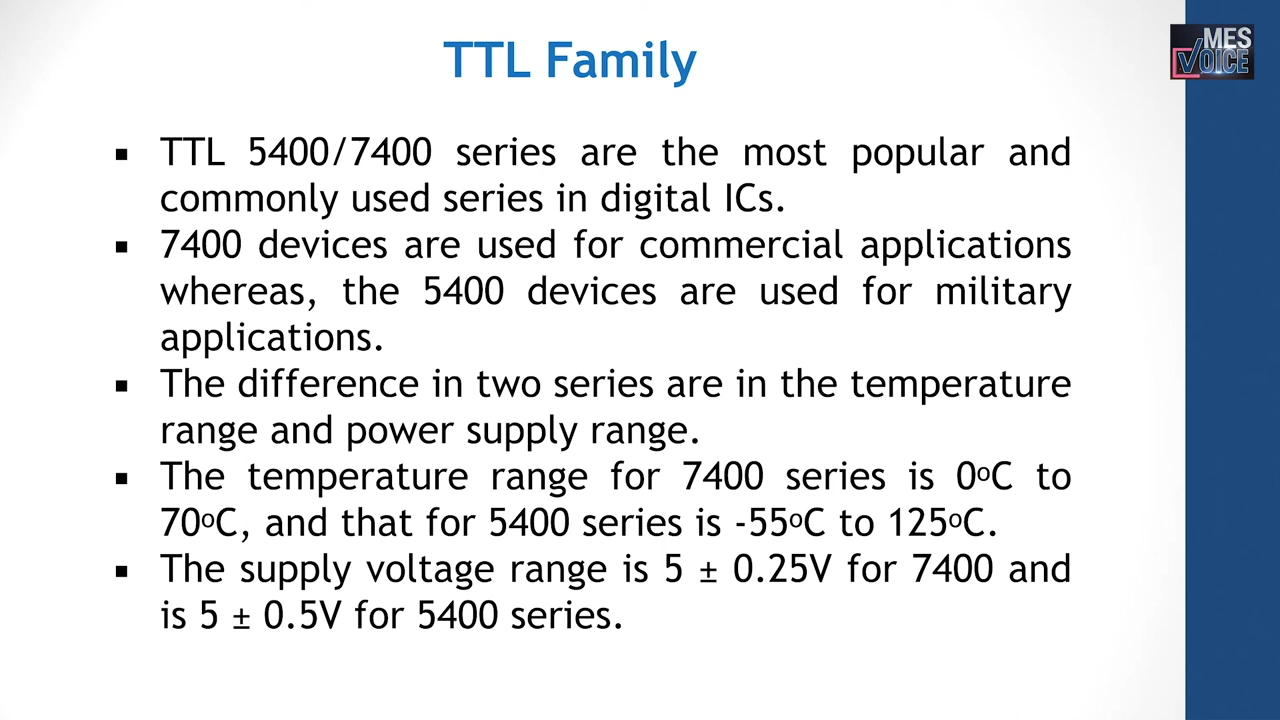 TTL Family
MES
VOICE
▪ TTL 5400/7400 series are the most popular and
commonly used series in digital ICs.
▪ 7400 devices are used for commercial applications
whereas, the 5400 devices are used for military
applications.
▪ The difference in two series are in the temperature
range and power supply range.
▪ The temperature range for 7400 series is 0ºC to
70ºC, and that for 5400 series is -55ºC to 125ºC.
▪ The supply voltage range is 5 ± 0.25V for 7400 and
is 5 ± 0.5V for 5400 series.